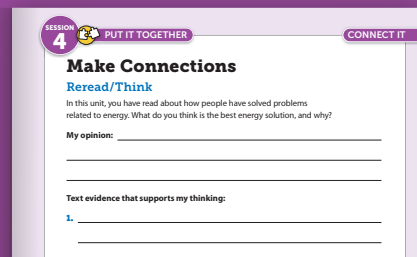 SESSION
4
PUT IT TOGETHER
CONNECT IT
Make Connections
Reread/Think
In this unit, you have read about how people have solved problems
related to energy. What do you think is the best energy solution, and why?
My opinion:
Text evidence that supports my thinking:
1.